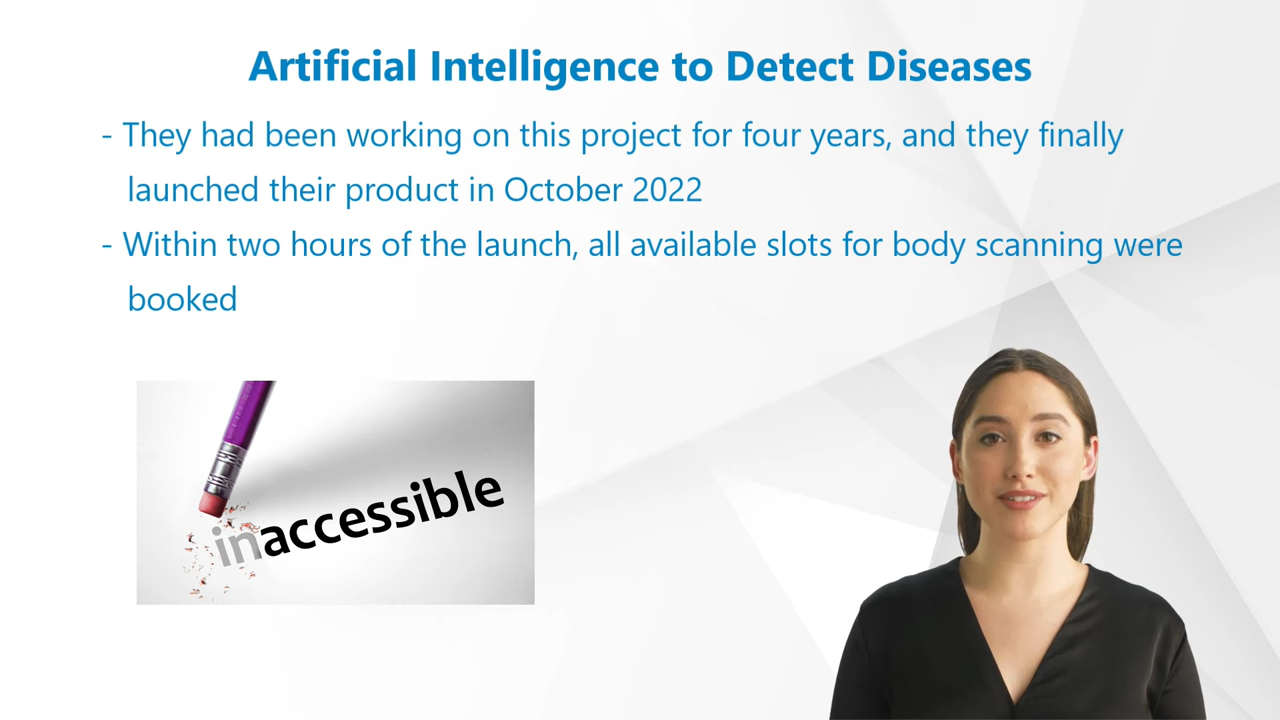 Artificial Intelligence to Detect Diseases
- They had been working on this project for four years, and they finally
launched their product in October 2022
- Within two hours of the launch, all available slots for body scanning were
booked
inaccessible